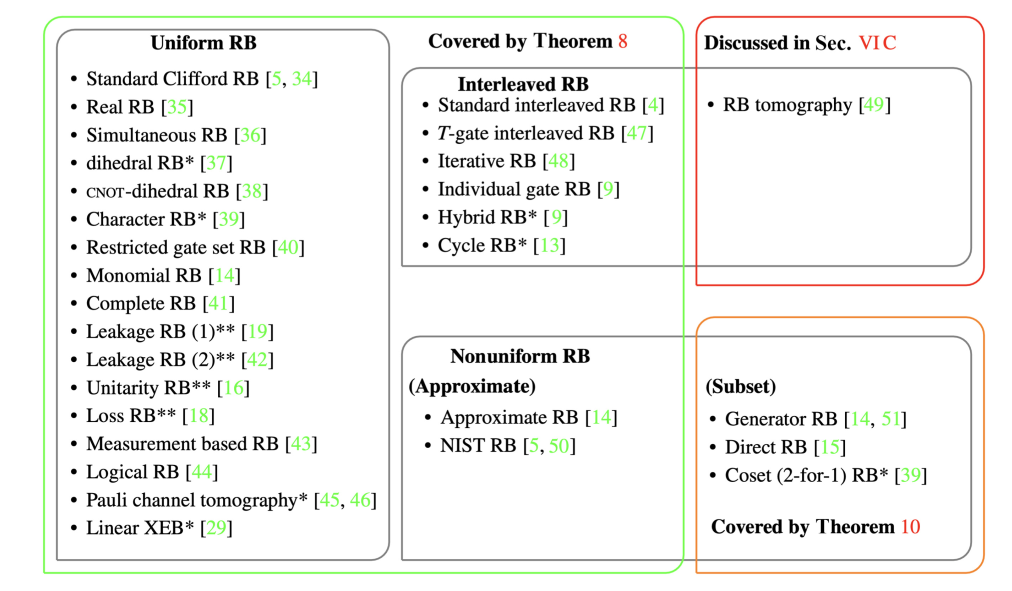 Uniform RB
• Standard Clifford RB [5, 34]
• Real RB [35]
• Simultaneous RB [36]
• dihedral RB* [37]
• CNOT-dihedral RB [38]
• Character RB* [39]
• Restricted gate set RB [40]
• Monomial RB [14]
• Complete RB [41]
• Leakage RB (1)** [19]
• Leakage RB (2)** [42]
• Unitarity RB** [16]
• Loss RB** [18]
• Measurement based RB [43]
• Logical RB [44]
• Pauli channel tomography* [45, 46]
• Linear XEB* [29]
Covered by Theorem 8
Interleaved RB
• Standard interleaved RB [4]
• T-gate interleaved RB [47]
• Iterative RB [48]
• Individual gate RB [9]
• Hybrid RB* [9]
• Cycle RB* [13]
Discussed in Sec. VI C
• RB tomography [49]
Nonuniform RB
(Approximate)
• Approximate RB [14]
• NIST RB [5, 50]
(Subset)
• Generator RB [14, 51]
• Direct RB [15]
• Coset (2-for-1) RB* [39]
Covered by Theorem 10